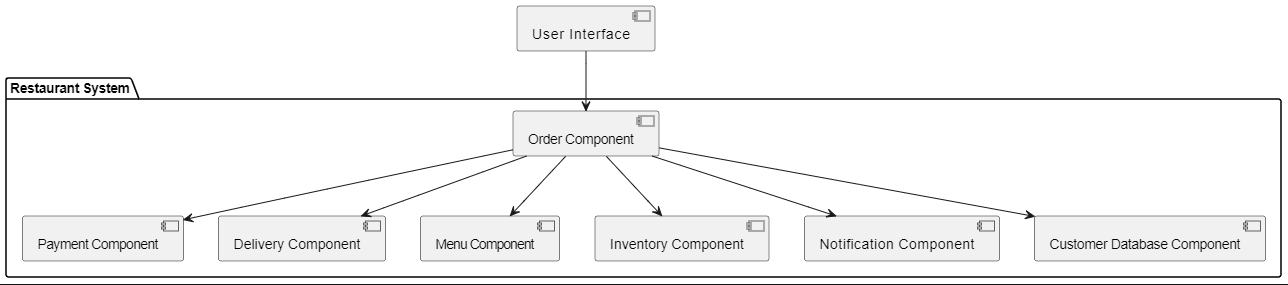 User Interface
Restaurant System
Order Component
Payment Component
Delivery Component
Menu Component
Inventory Component
Notification Component
Customer Database Component